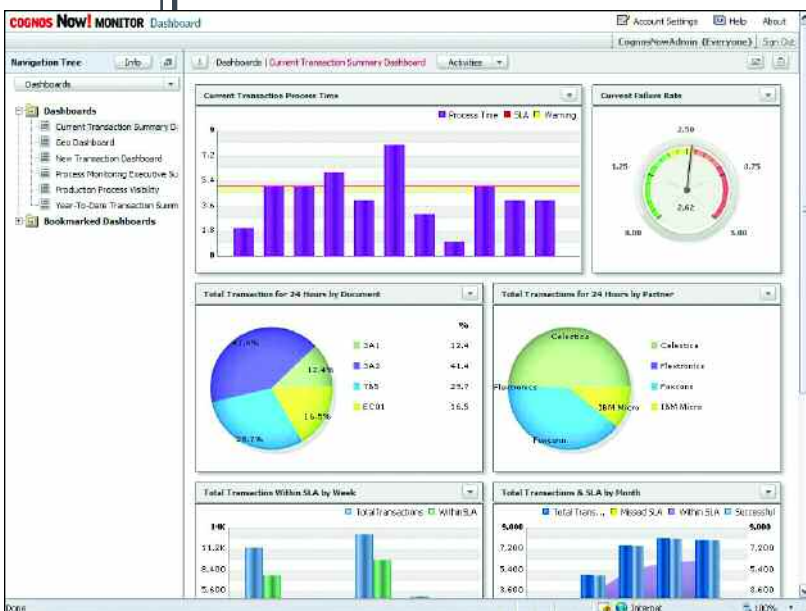 COGNOS Now! MONITOR Dashboard
Account Settings Help About
CognosNowAdmin (Everyone) Sign Out
Navigation Tree Info
Dashboards | Current Transaction Summary Dashboard Activities
Dashboards
Dashboards
Current Transaction Summary D
Geo Dashboard
New Transaction Dashboard
Process Monitoring Executive Su
Production Process Visibility
Year-To-Date Transaction Summ
Bookmarked Dashboards
Current Transaction Process Time
Process Time SLA Warning
9
7.2
5.4
3.6
1.8
0
Current Failure Rate
2.50
1.25 3.75
2.62
0.00 5.00
Total Transaction for 24 Hours by Document
%
3A1 12.4
3A2 41.4
T&S 29.7
EC01 16.5
41.4%
12.4%
16.5%
29.7%
Total Transactions for 24 Hours by Partner
Celestica
Flextronics
IBM Micro
Foxconn
Celestica
Flextronics
Foxconn
IBM Micro
Total Transaction Within SLA by Week
Total Transactions Within SLA
14K
11.2K
8,400
5,600
Total Transactions & SLA by Month
Total Trans... Missed SLA Within SLA Successful
9,000 9,000
7,200 7,200
5,400 5,400
3,600 3,600
Done
Internet
100%